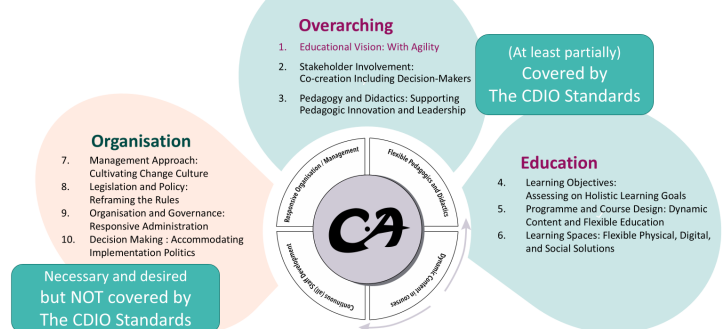 Overarching
1. Educational Vision: With Agility
2. Stakeholder Involvement:
Co-creation Including Decision-Makers
3. Pedagogy and Didactics: Supporting
Pedagogic Innovation and Leadership
(At least partially)
Covered by
The CDIO Standards
Organisation
7. Management Approach:
Cultivating Change Culture
8. Legislation and Policy:
Reframing the Rules
9. Organisation and Governance:
Responsive Administration
10. Decision Making : Accommodating
Implementation Politics
Necessary and desired
but NOT covered by
The CDIO Standards
Responsive Organisation / Management
Flexible Pedagogics and Didactics
Continuous Staff (all) Development
Dynamic Content in courses
CA
Education
4. Learning Objectives:
Assessing on Holistic Learning Goals
5. Programme and Course Design: Dynamic
Content and Flexible Education
6. Learning Spaces: Flexible Physical, Digital,
and Social Solutions